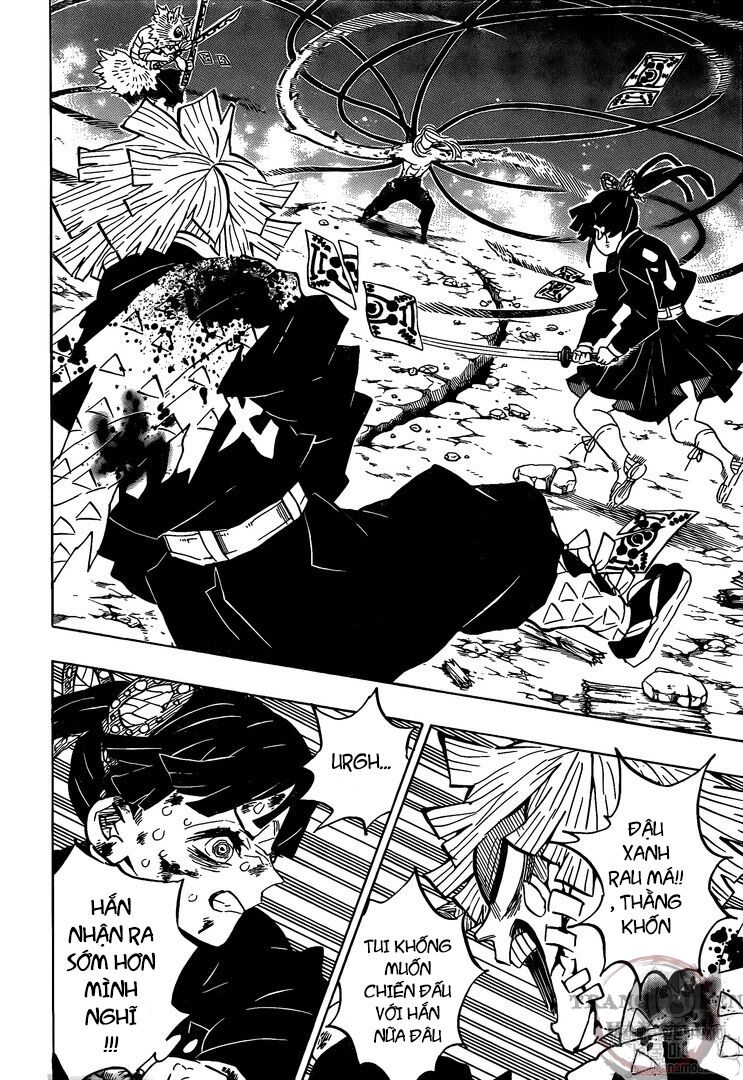 ĐẬU
XANH
RAU MÁ!!
, THẰNG
KHỐN
TUI KHỐNG
MUỐN
CHIẾN ĐẤU
VỚI HẮN
NỮA ĐÂU
URGH...
HẮN
NHẬN RA
SỚM HƠN
MÌNH
NGHĨ
!!!